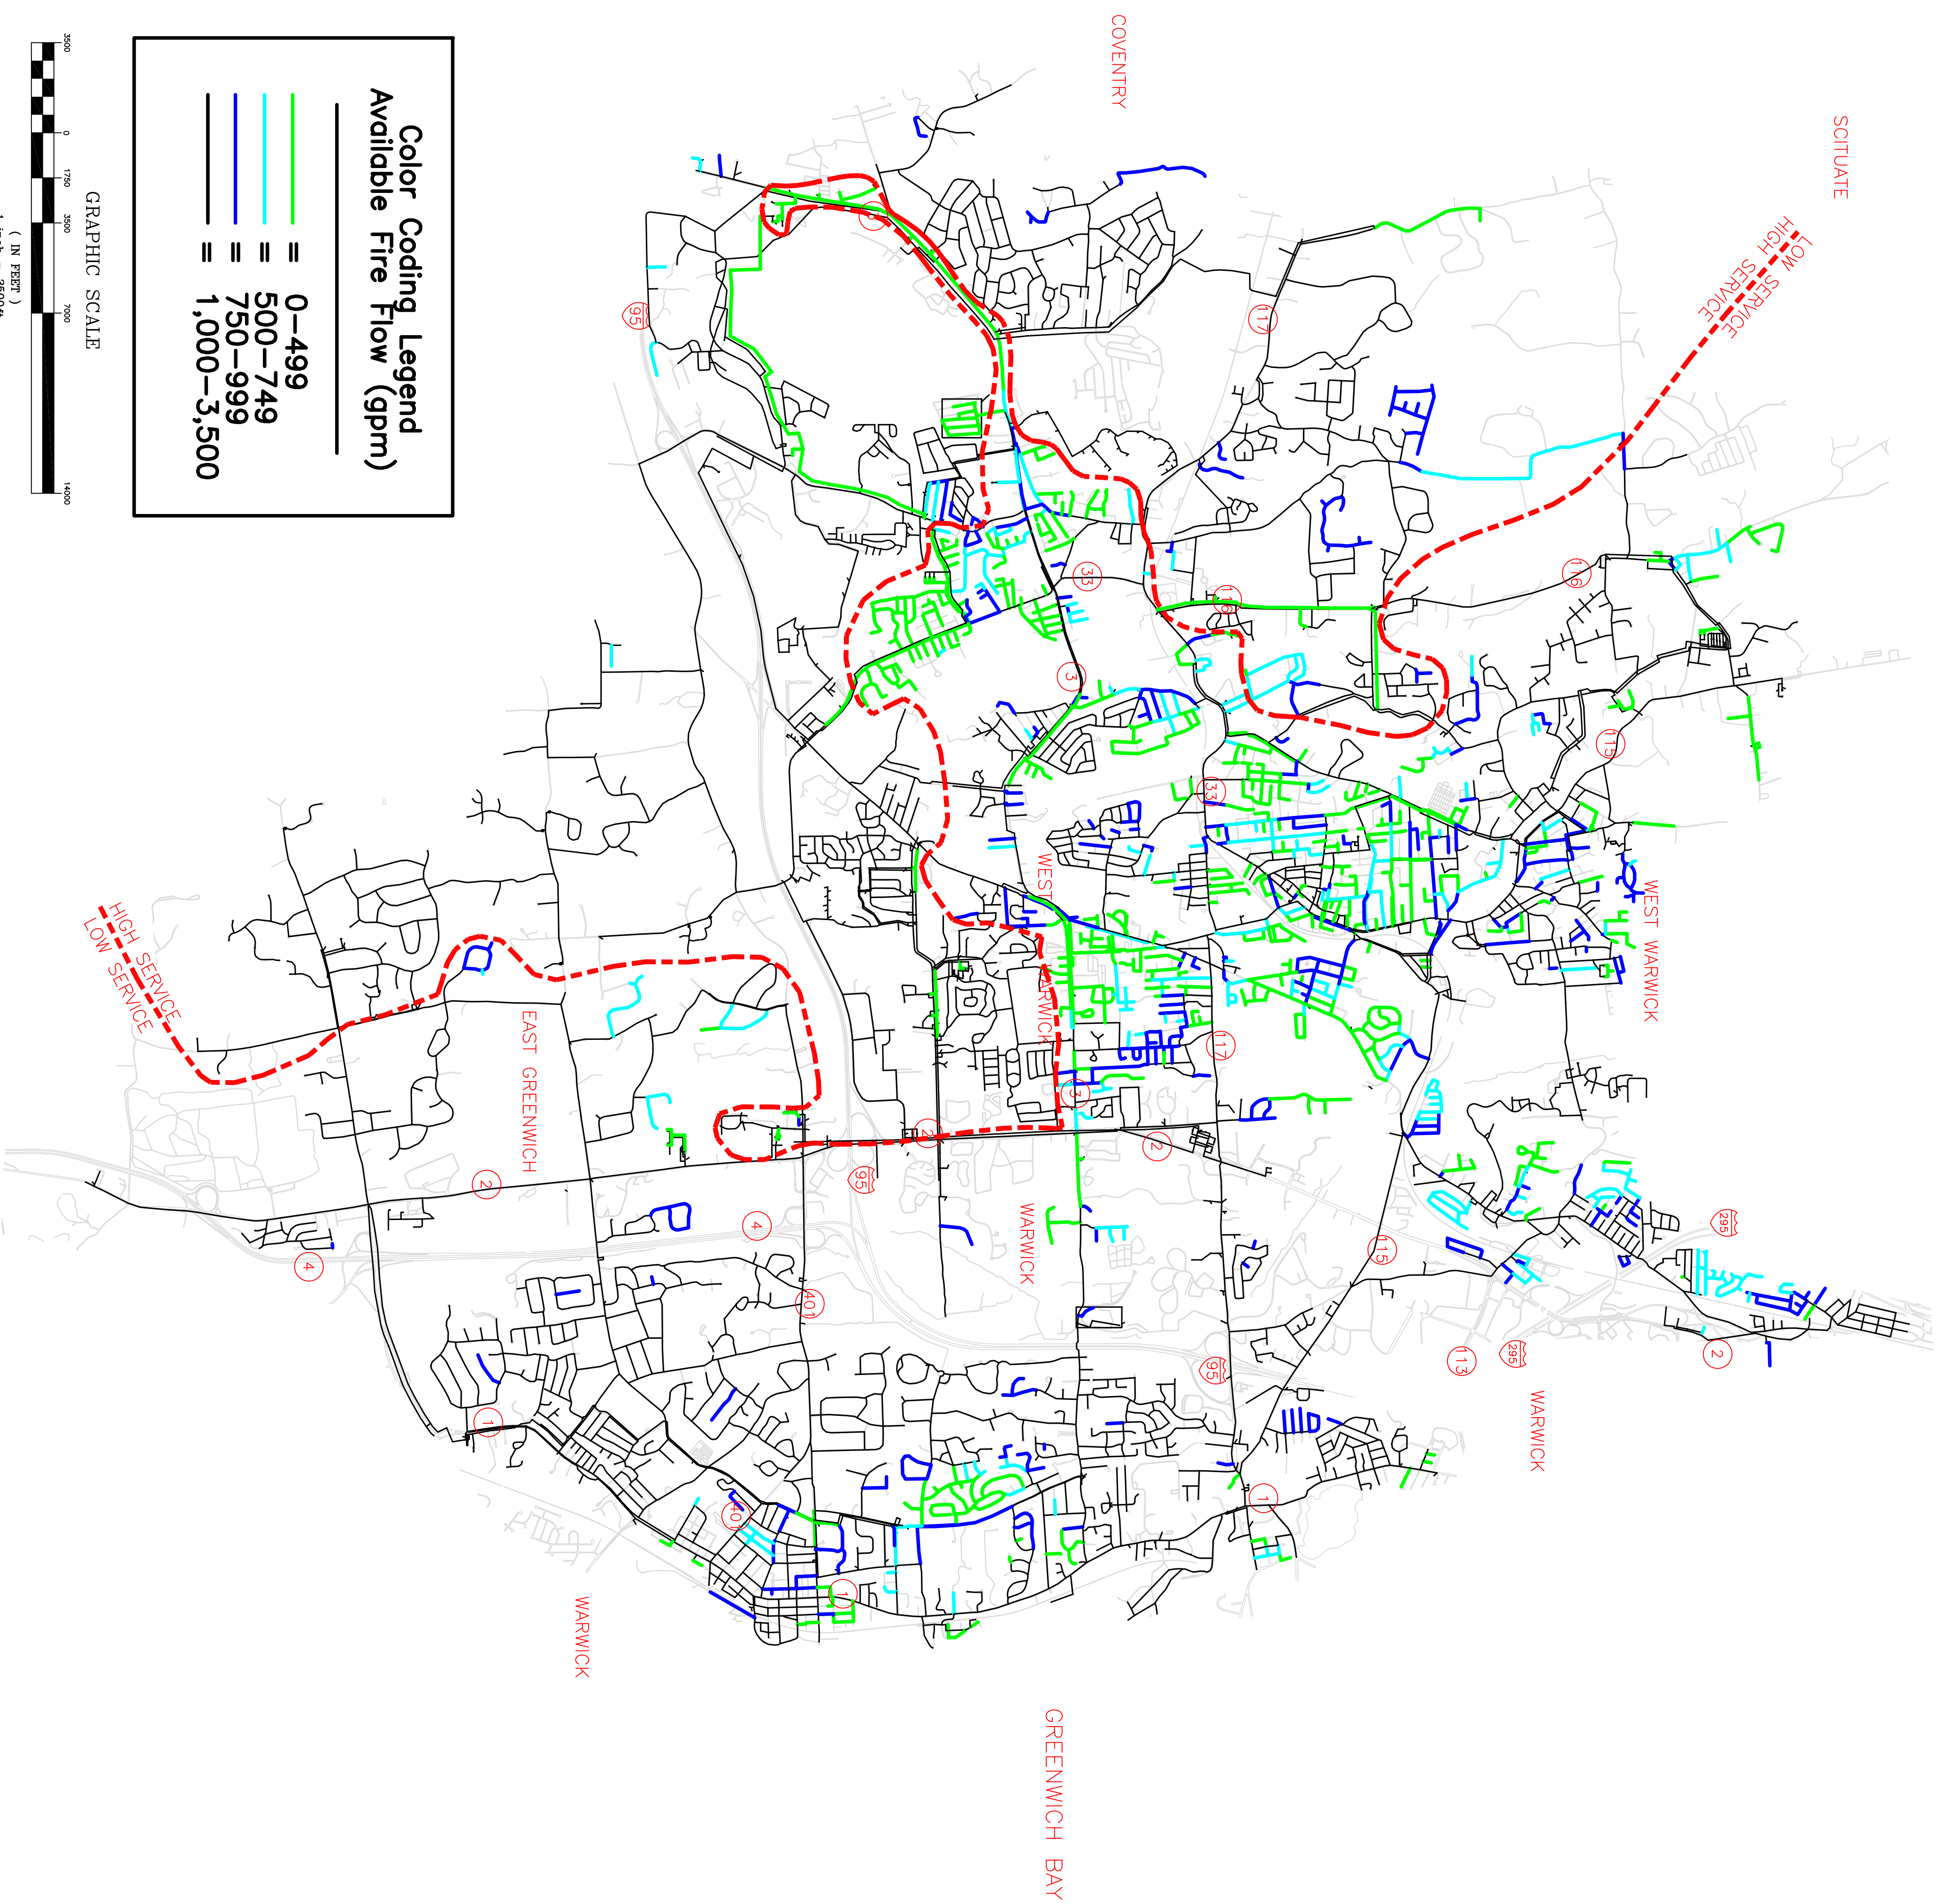 SCITUATE
LOW SERVICE
HIGH SERVICE
COVENTRY
117
116
116
115
33
33
3
3
WEST WARWICK
WEST
WARWICK
117
3
2
2
295
115
295
2
113
WARWICK
95
1
WARWICK
95
95
2
4
4
401
401
1
1
EAST GREENWICH
HIGH SERVICE
LOW SERVICE
WARWICK
GREENWICH BAY
Color Coding Legend
Available Fire Flow (gpm)
= 0-499
= 500-749
= 750-999
= 1,000-3,500
GRAPHIC SCALE
3500 0 1750 3500 7000 14000
( IN FEET )